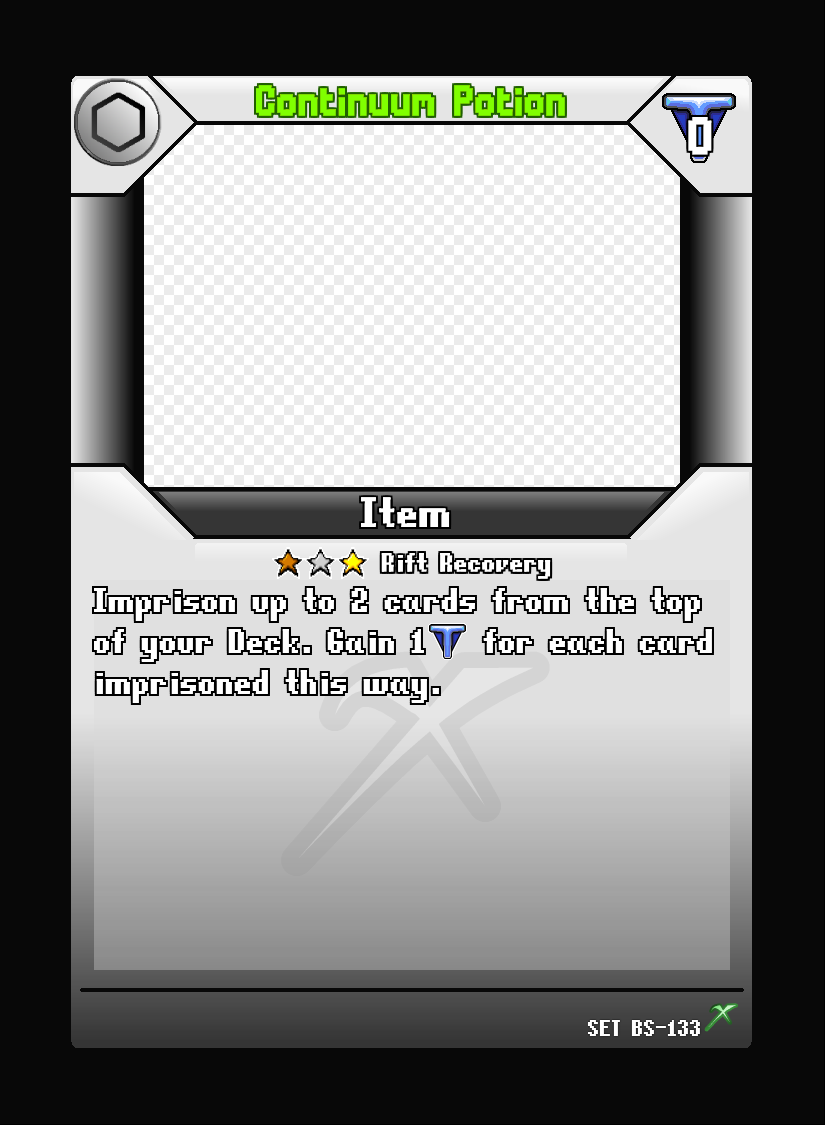 Continuum Potion
0
Item
Rift Recovery
Imprison up to 2 cards from the top
of your Deck. Gain 1 for each card
imprisoned this way.
SET BS-133